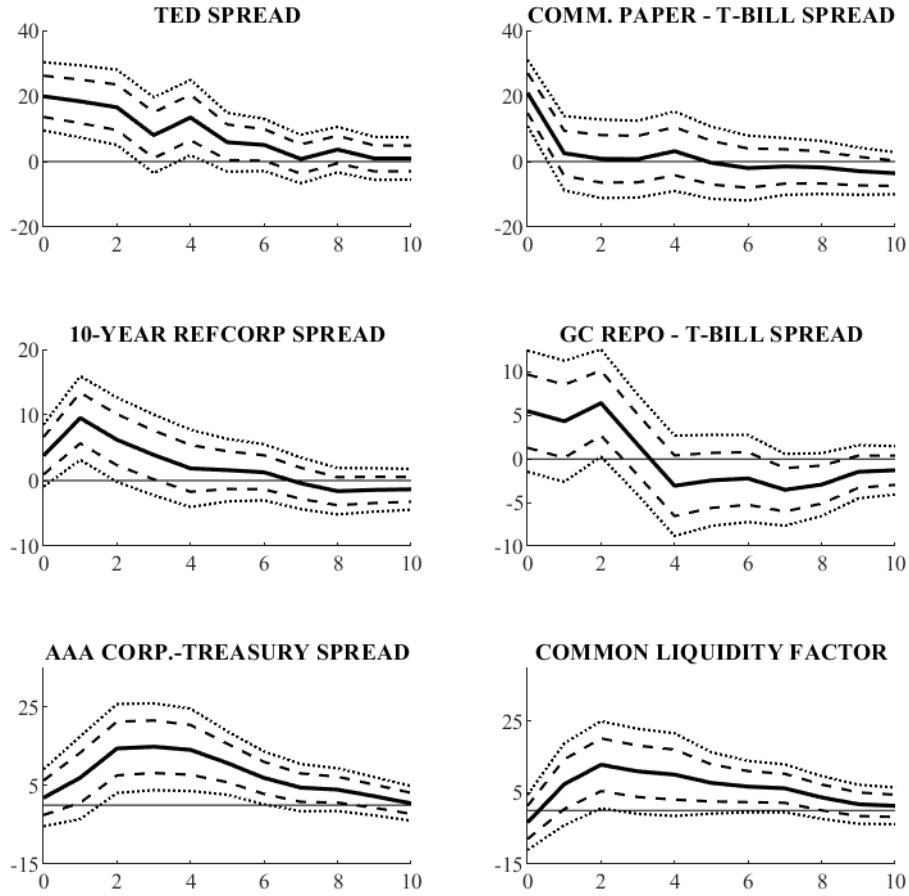 TED SPREAD
40
20
0
-20
0 2 4 6 8 10
COMM. PAPER - T-BILL SPREAD
40
20
0
-20
0 2 4 6 8 10
10-YEAR REFCORP SPREAD
20
10
0
-10
0 2 4 6 8 10
GC REPO - T-BILL SPREAD
10
5
0
-5
-10
0 2 4 6 8 10
AAA CORP.-TREASURY SPREAD
25
5
-15
0 2 4 6 8 10
COMMON LIQUIDITY FACTOR
25
5
-15
0 2 4 6 8 10